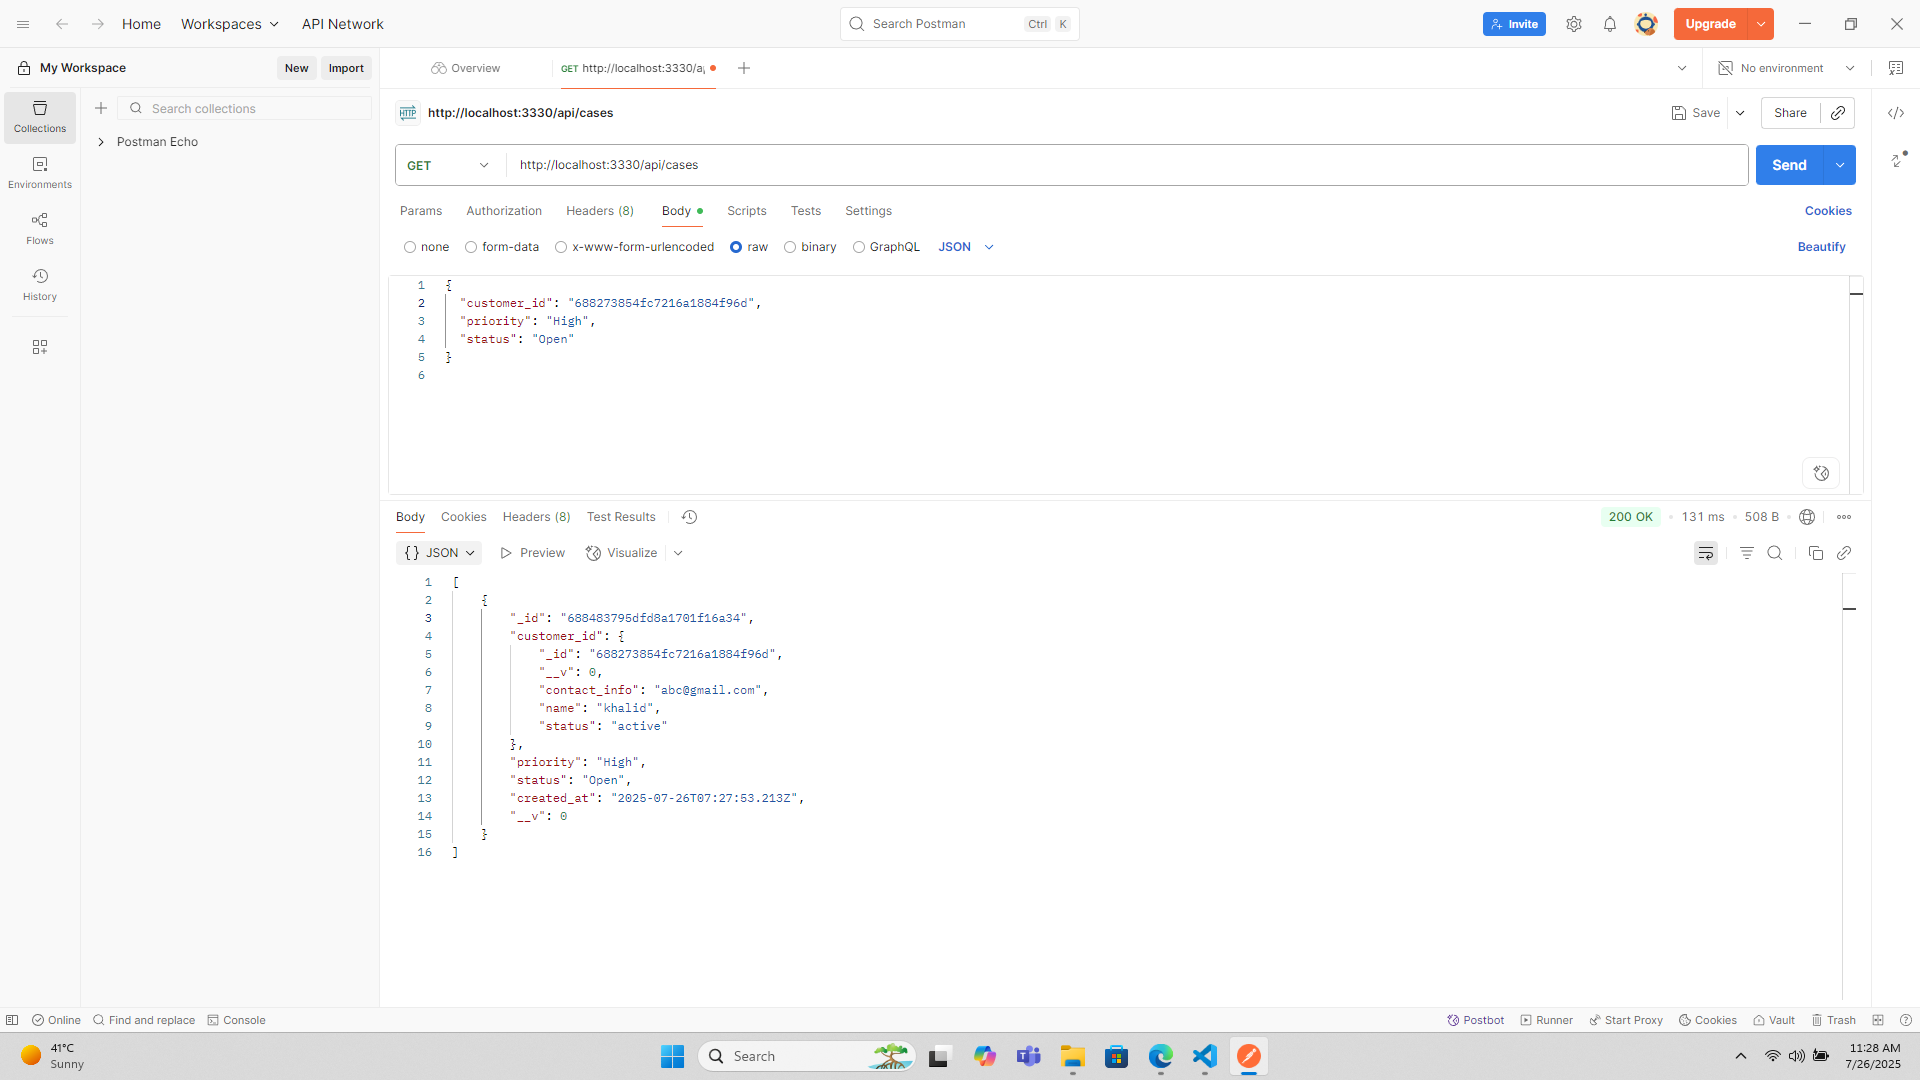 Home Workspaces API Network Search Postman Ctrl K Invite Upgrade
My Workspace New Import Overview GET http://localhost:3330/a No environment
Collections Search collections HTTP http://localhost:3330/api/cases Save Share
Postman Echo
Environments
Flows
History
GET http://localhost:3330/api/cases Send
Params Authorization Headers (8) Body Scripts Tests Settings Cookies
none form-data x-www-form-urlencoded raw binary GraphQL JSON Beautify
1 {
2 "customer_id": "688273854fc7216a1884f96d",
3 "priority": "High",
4 "status": "Open"
5 }
6
Body Cookies Headers (8) Test Results 200 OK • 131 ms • 508 B •
{} JSON Preview Visualize
1 [
2 {
3 "_id": "688483795dfd8a1701f16a34",
4 "customer_id": {
5 "_id": "688273854fc7216a1884f96d",
6 "__v": 0,
7 "contact_info": "abc@gmail.com",
8 "name": "khalid",
9 "status": "active"
10 },
11 "priority": "High",
12 "status": "Open",
13 "created_at": "2025-07-26T07:27:53.213Z",
14 "__v": 0
15 }
16 ]
Online Find and replace Console Postbot Runner Start Proxy Cookies Vault Trash
41°C
Sunny
Search
11:28 AM
7/26/2025